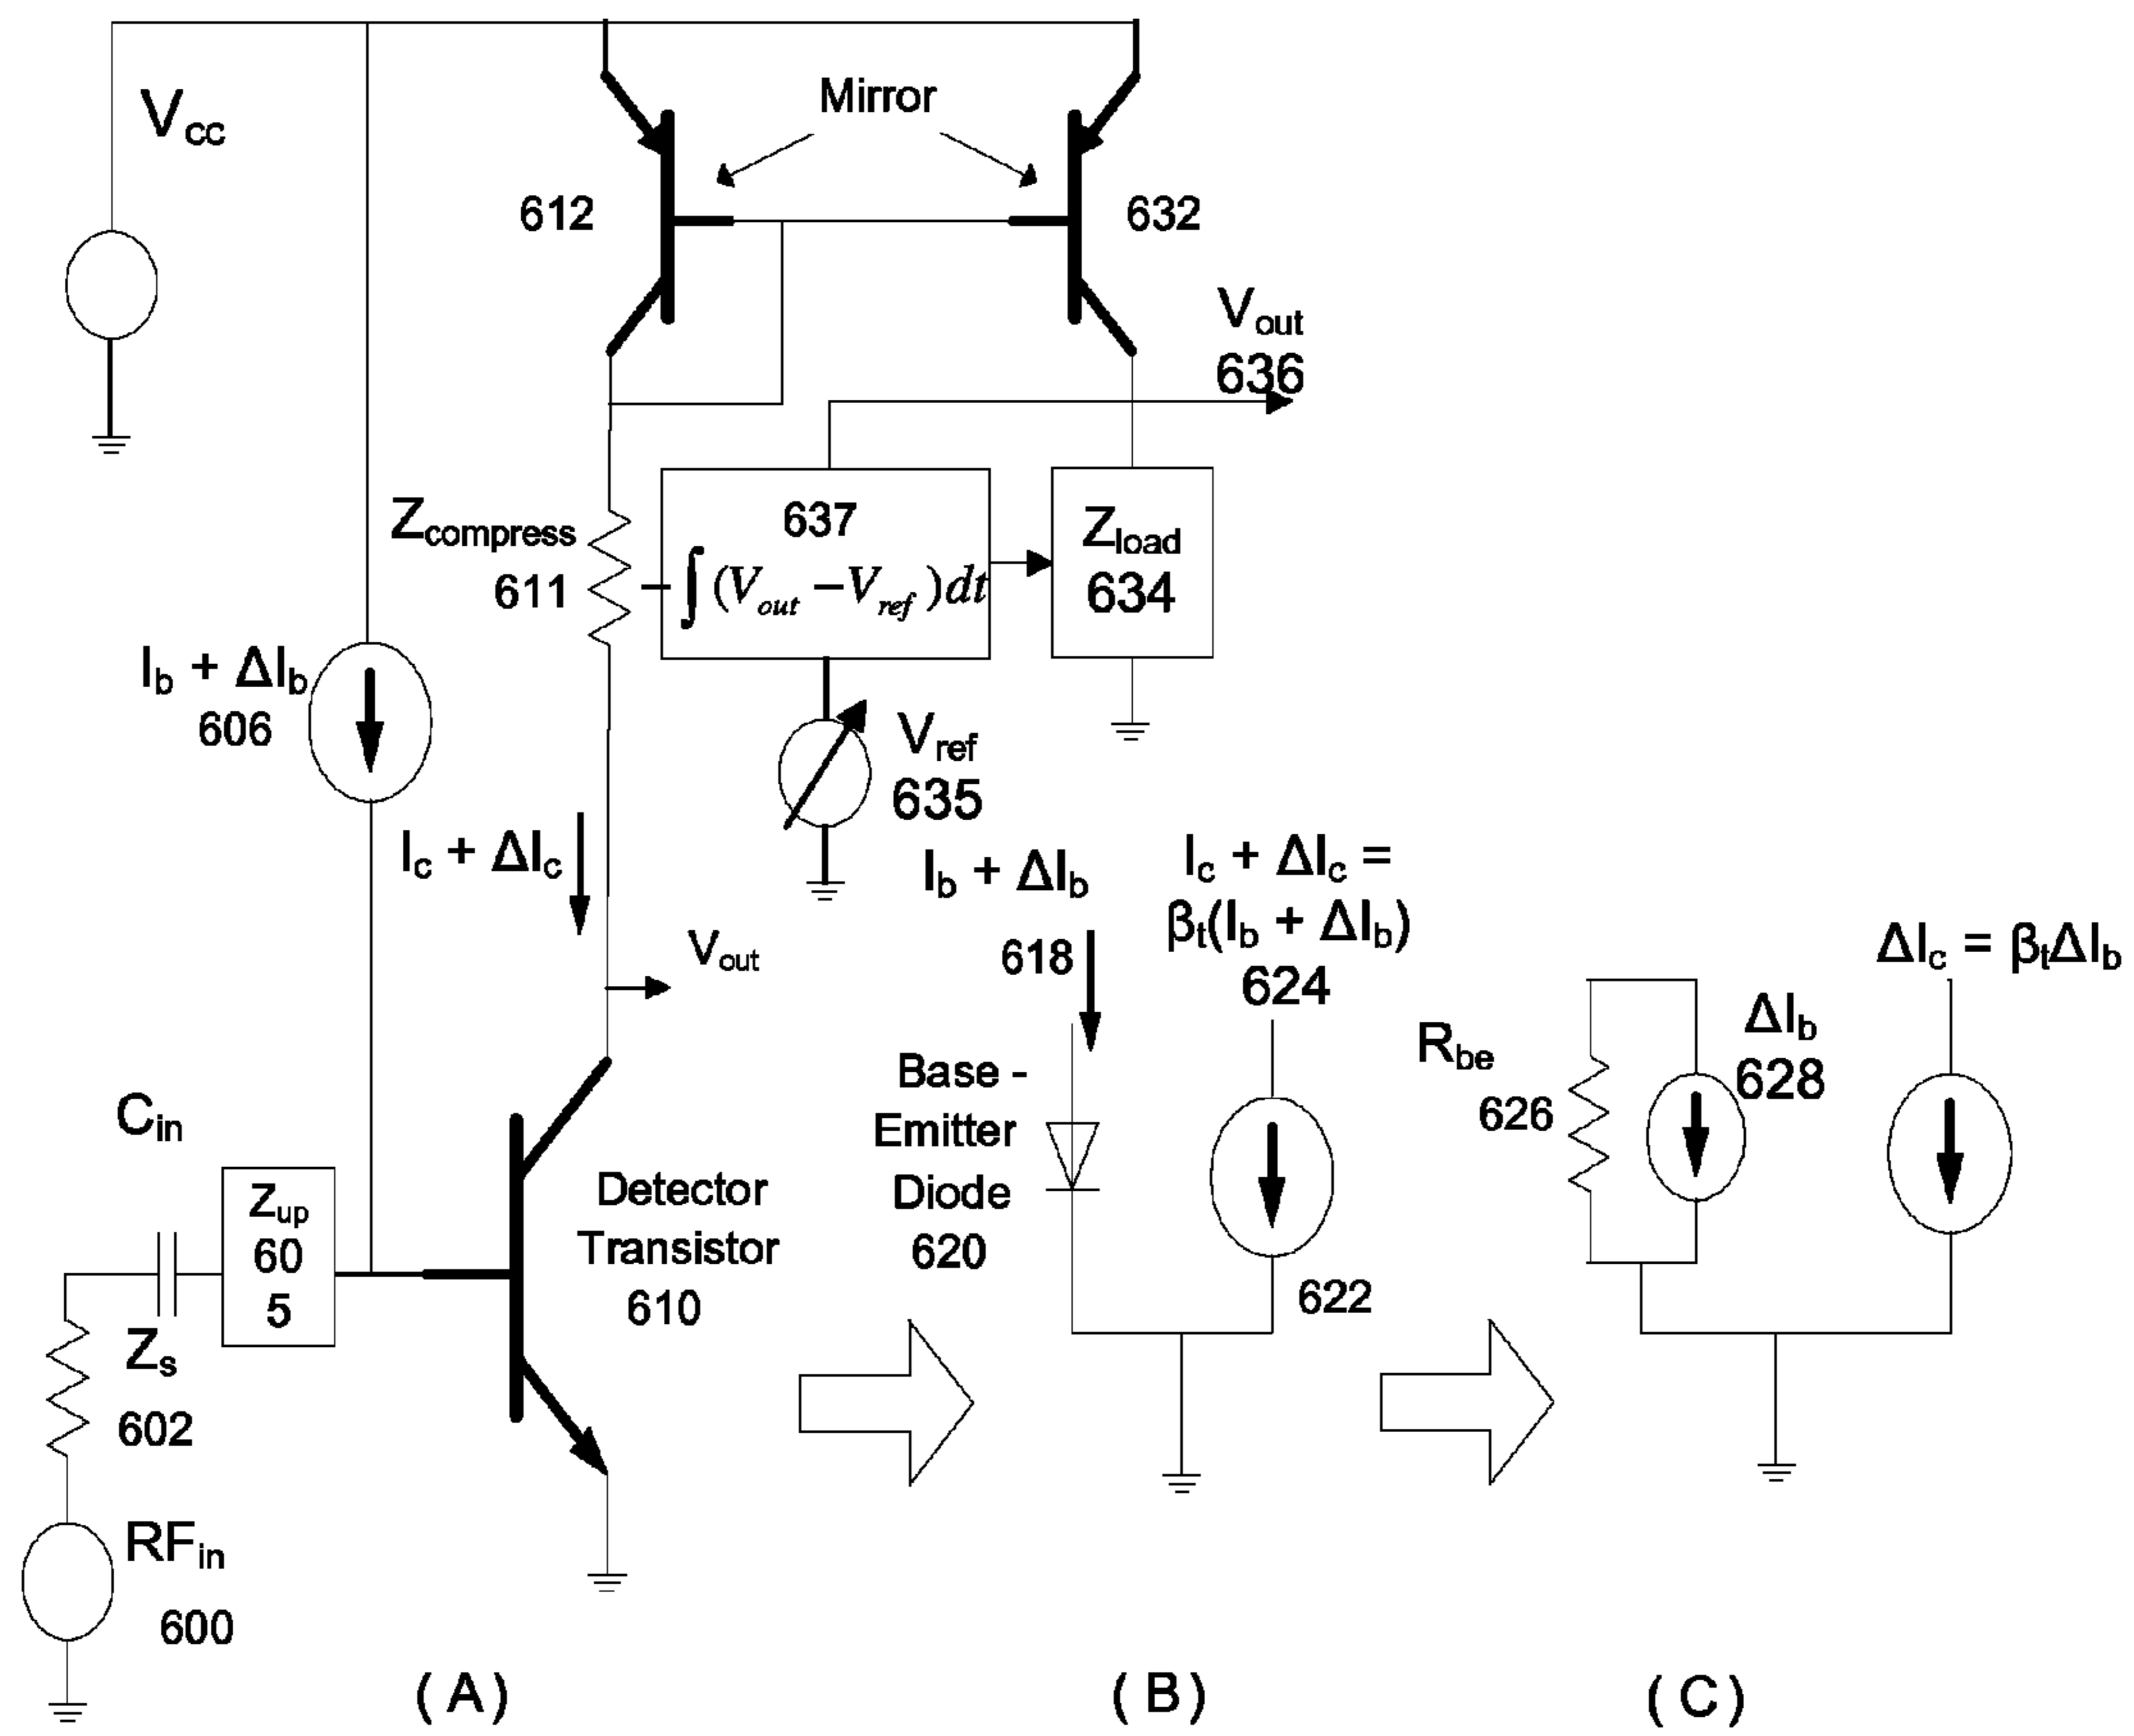 Vcc
Mirror
612
632
Vout
636
Zcompress
611
637
−∫(Vout −Vref)dt
Zload
634
Ib + ΔIb
606
Vref
635
Ic + ΔIc
Vout
Ib + ΔIb
618
Ic + ΔIc =
βt(Ib + ΔIb)
624
ΔIc = βtΔIb
Rbe
626
ΔIb
628
Base -
Emitter
Diode
620
622
Cin
Zup
60
5
Detector
Transistor
610
Zs
602
RFin
600
( A )
( B )
( C )